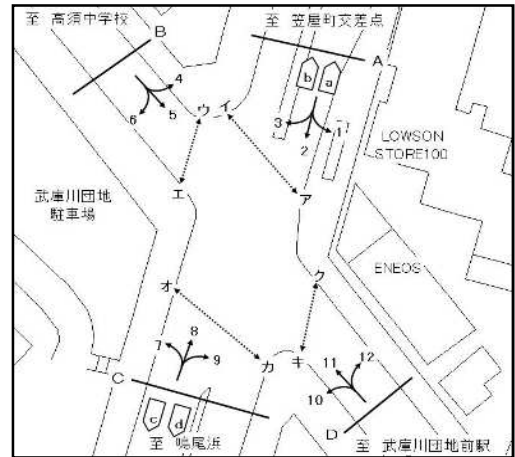 至 高須中学校
B
至 笠屋町交差点
A
b
a
4
5
6
ウ
イ
3
1
2
LOWSON
STORE100
エ
ア
武庫川団地
駐車場
ENEOS
オ
ク
7
8
9
カ
キ
11
12
10
C
c
d
D
至 鳴尾浜
至 武庫川団地前駅